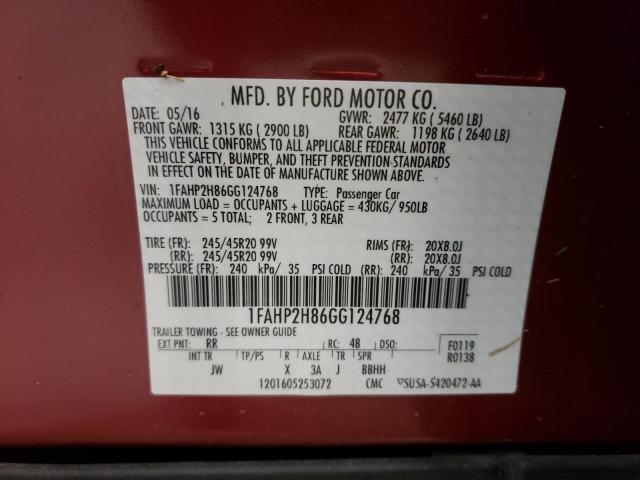 MFD. BY FORD MOTOR CO.
DATE: 05/16 GVWR: 2477 KG ( 5460 LB)
FRONT GAWR: 1315 KG ( 2900 LB) REAR GAWR: 1198 KG ( 2640 LB)
THIS VEHICLE CONFORMS TO ALL APPLICABLE FEDERAL MOTOR
VEHICLE SAFETY, BUMPER, AND THEFT PREVENTION STANDARDS
IN EFFECT ON THE DATE OF MANUFACTURE SHOWN ABOVE.
VIN: 1FAHP2H86GG124768 TYPE: Passenger Car
MAXIMUM LOAD = OCCUPANTS + LUGGAGE = 430KG/ 950LB
OCCUPANTS = 5 TOTAL; 2 FRONT, 3 REAR
TIRE (FR): 245/45R20 99V RIMS (FR): 20X8.0J
(RR): 245/45R20 99V (RR): 20X8.0J
PRESSURE (FR): 240 kPa/ 35 PSI COLD (RR): 240 kPa/ 35 PSI COLD
1FAHP2H86GG124768
TRAILER TOWING - SEE OWNER GUIDE
EXT PNT: RR RC: 48 DSO: F0119
INT TR TP/PS R AXLE TR SPR R0138
JW X 3A J BBHH
1201605253072 CMC SU5A-5420472-AA